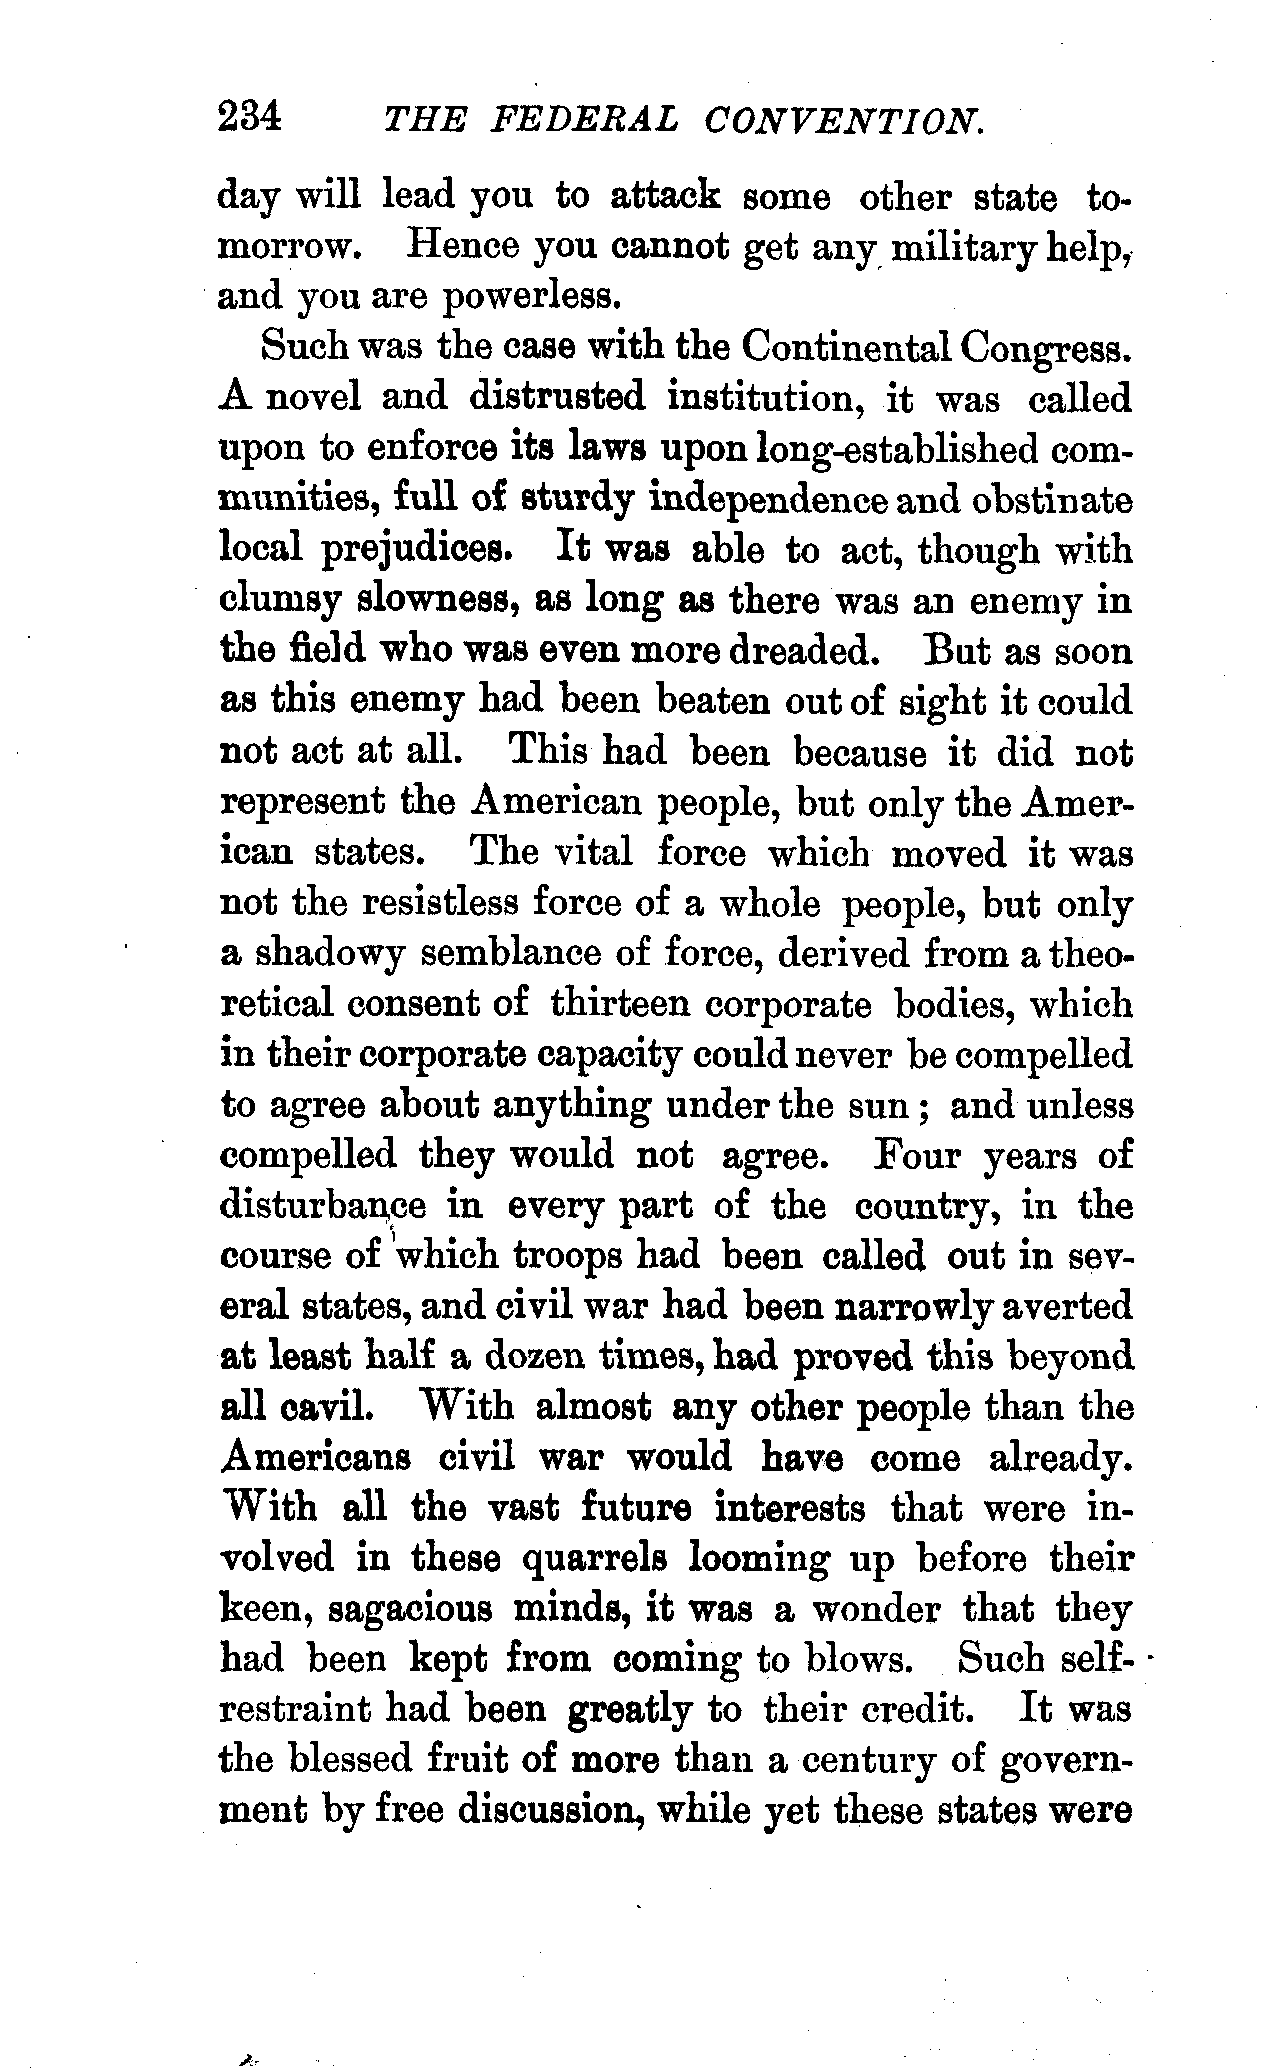 234 THE FEDERAL CONVENTION.
day will lead you to attack some other state to-
morrow. Hence you cannot get any military help,
and you are powerless.
Such was the case with the Continental Congress.
A novel and distrusted institution, it was called
upon to enforce its laws upon long-established com-
munities, full of sturdy independence and obstinate
local prejudices. It was able to act, though with
clumsy slowness, as long as there was an enemy in
the field who was even more dreaded. But as soon
as this enemy had been beaten out of sight it could
not act at all. This had been because it did not
represent the American people, but only the Amer-
ican states. The vital force which moved it was
not the resistless force of a whole people, but only
a shadowy semblance of force, derived from a theo-
retical consent of thirteen corporate bodies, which
in their corporate capacity could never be compelled
to agree about anything under the sun; and unless
compelled they would not agree. Four years of
disturbance in every part of the country, in the
course of which troops had been called out in sev-
eral states, and civil war had been narrowly averted
at least half a dozen times, had proved this beyond
all cavil. With almost any other people than the
Americans civil war would have come already.
With all the vast future interests that were in-
volved in these quarrels looming up before their
keen, sagacious minds, it was a wonder that they
had been kept from coming to blows. Such self-
restraint had been greatly to their credit. It was
the blessed fruit of more than a century of govern-
ment by free discussion, while yet these states were